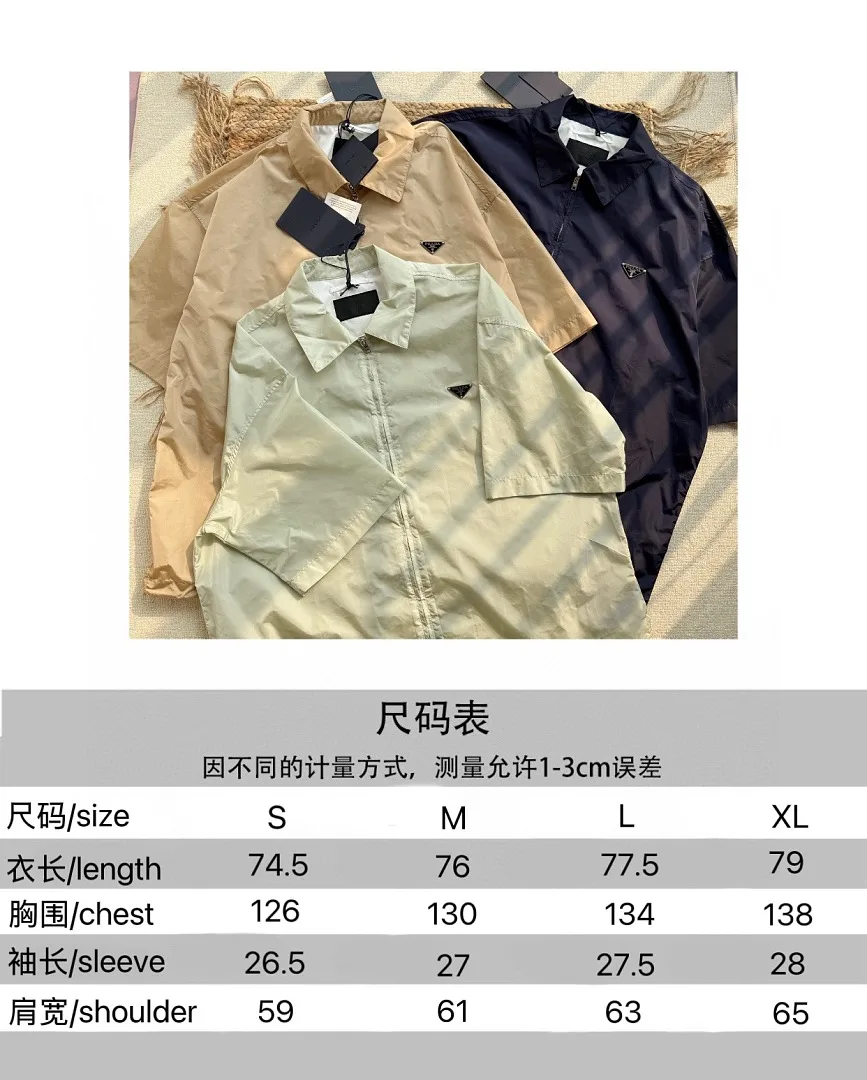 尺码表
因不同的计量方式，测量允许1-3cm误差
尺码/size S M L XL
衣长/length 74.5 76 77.5 79
胸围/chest 126 130 134 138
袖长/sleeve 26.5 27 27.5 28
肩宽/shoulder 59 61 63 65